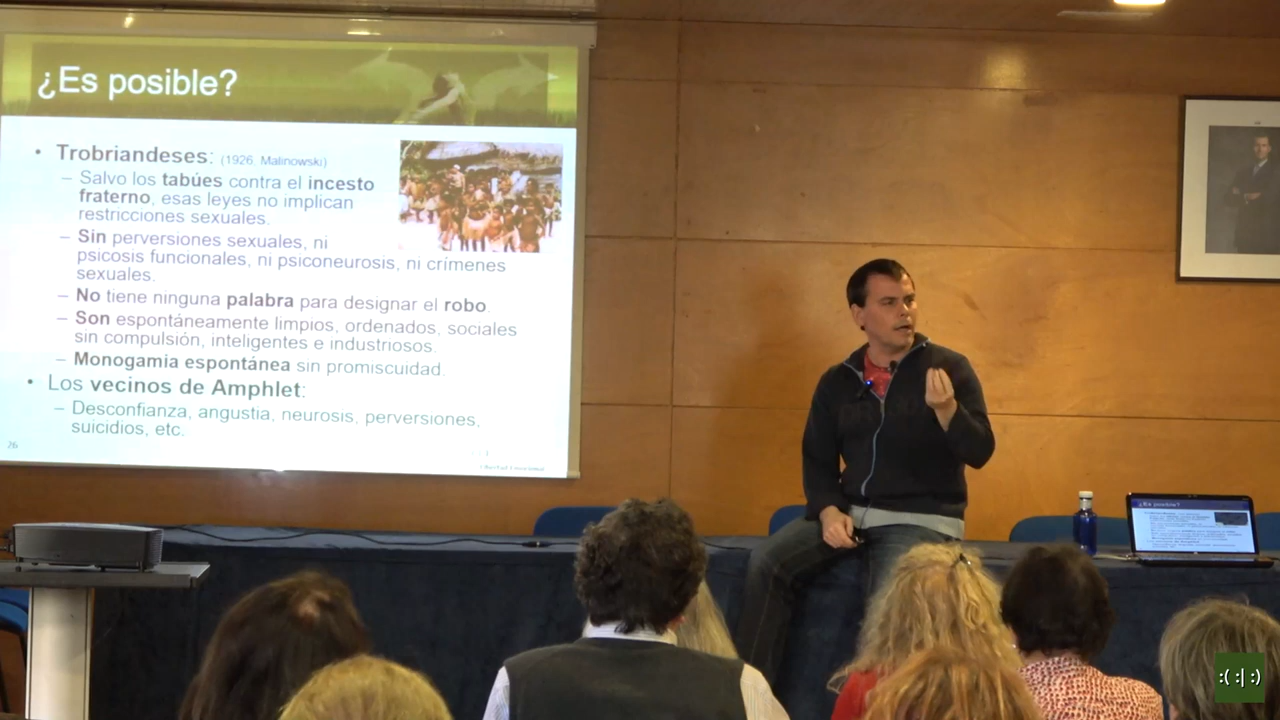 ¿Es posible?
• Trobriandeses: (1926, Malinowski)
– Salvo los tabúes contra el incesto
fraterno, esas leyes no implican
restricciones sexuales.
– Sin perversiones sexuales, ni
psicosis funcionales, ni psiconeurosis, ni crímenes
sexuales.
– No tiene ninguna palabra para designar el robo.
– Son espontáneamente limpios, ordenados, sociales
sin compulsión, inteligentes e industriosos.
– Monogamia espontánea sin promiscuidad.
• Los vecinos de Amphlet:
– Desconfianza, angustia, neurosis, perversiones,
suicidios, etc.
26
¿Es posible?
:( :| :)